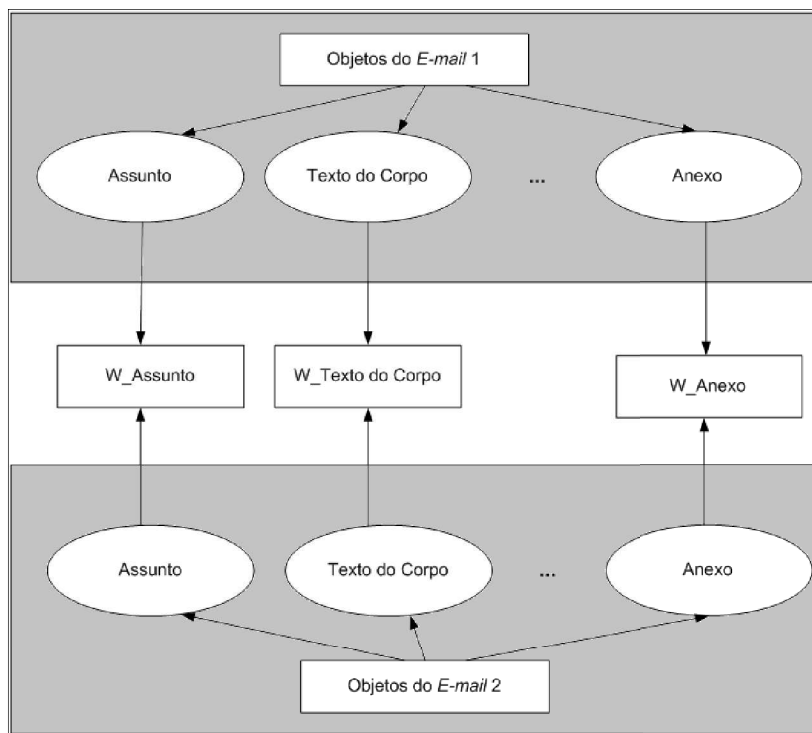 Objetos do E-mail 1
Assunto
Texto do Corpo
...
Anexo
W_Assunto
W_Texto do Corpo
W_Anexo
Assunto
Texto do Corpo
...
Anexo
Objetos do E-mail 2